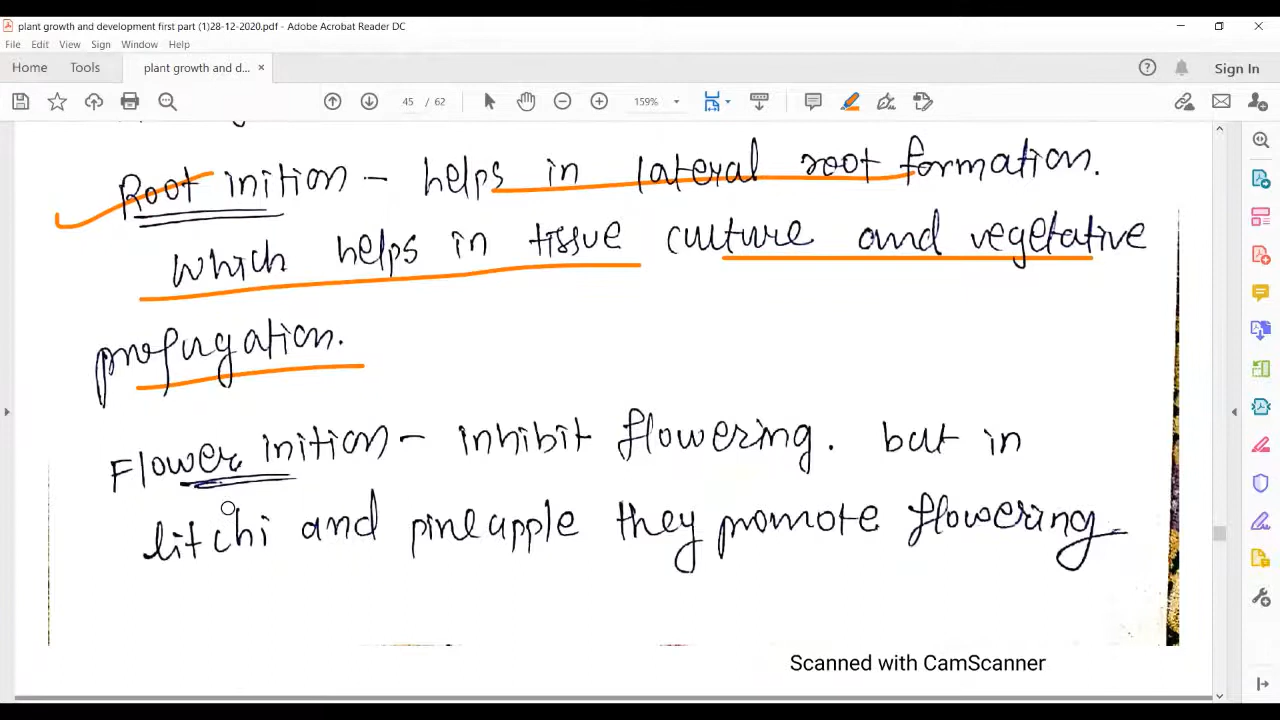 plant growth and development first part (1)28-12-2020.pdf - Adobe Acrobat Reader DC
File Edit View Sign Window Help
Home Tools plant growth and d... × Sign In
45 / 62 159%
Root inition - helps in lateral root formation.
which helps in tissue culture and vegetative
propugation.
Flower inition - inhibit flowering. but in
litchi and pineapple they promote flowering
Scanned with CamScanner